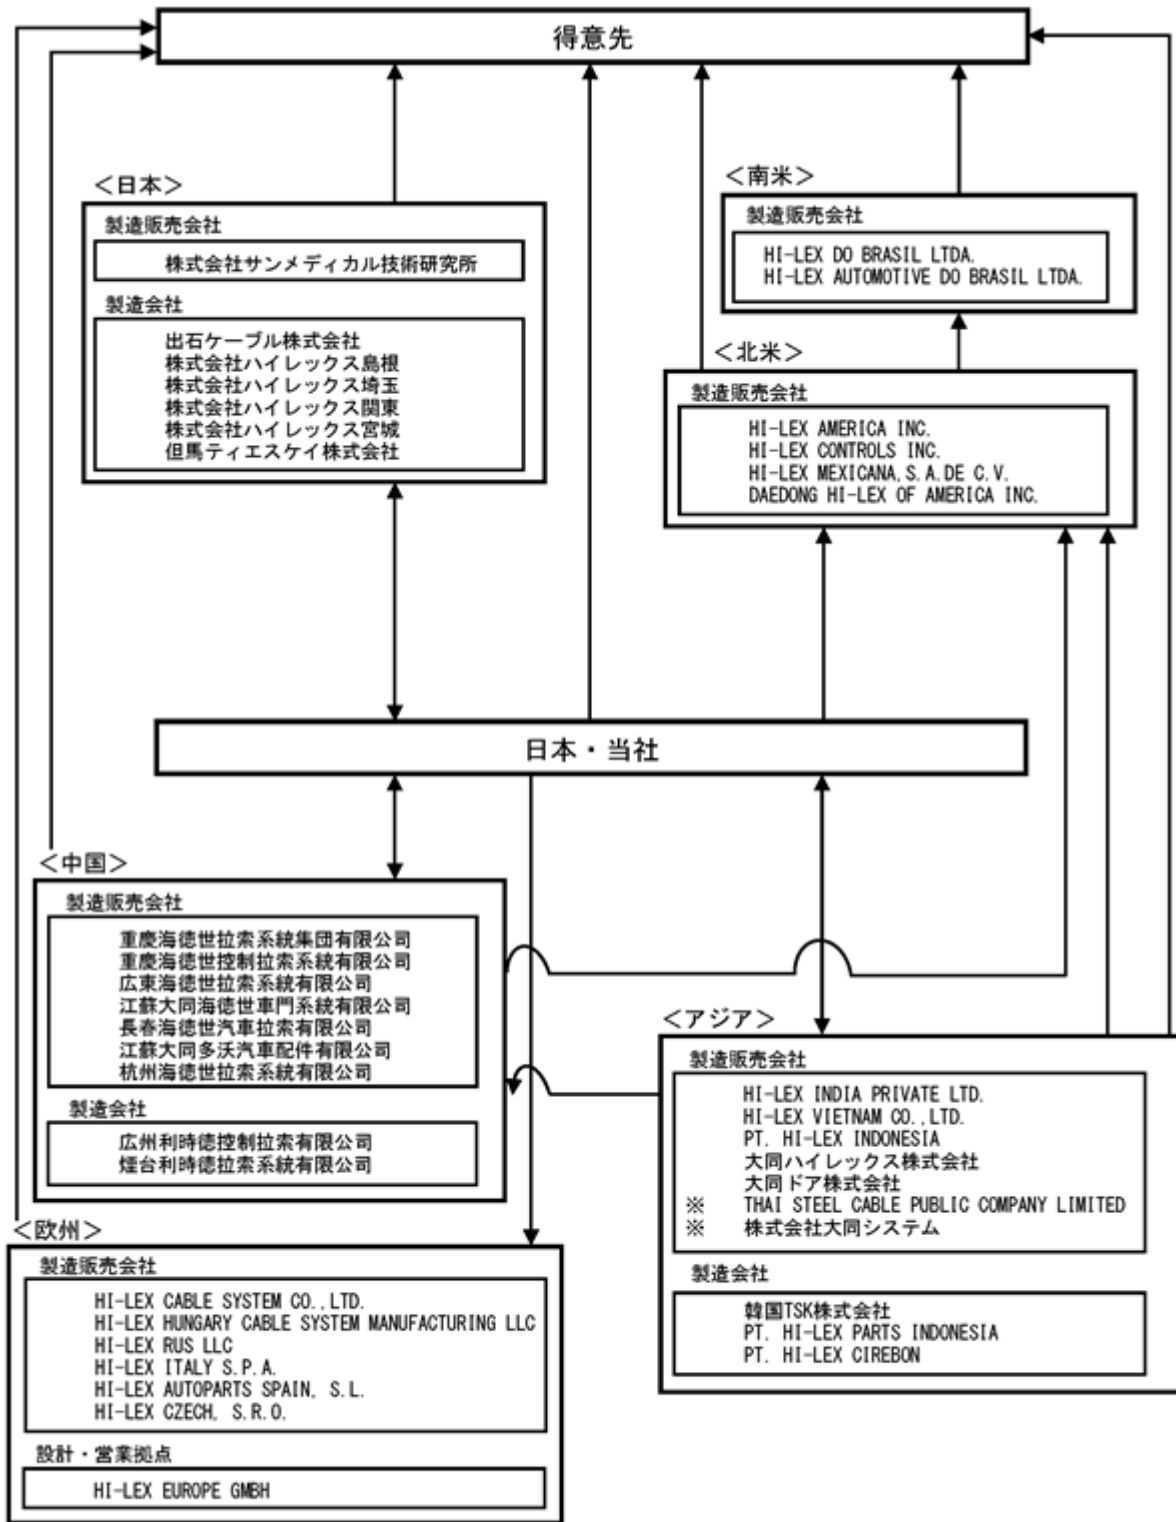 得意先
＜日本＞
製造販売会社
株式会社サンメディカル技術研究所
製造会社
出石ケーブル株式会社
株式会社ハイレックス島根
株式会社ハイレックス埼玉
株式会社ハイレックス関東
株式会社ハイレックス宮城
但馬ティエスケイ株式会社
＜南米＞
製造販売会社
HI-LEX DO BRASIL LTDA.
HI-LEX AUTOMOTIVE DO BRASIL LTDA.
＜北米＞
製造販売会社
HI-LEX AMERICA INC.
HI-LEX CONTROLS INC.
HI-LEX MEXICANA,S.A.DE C.V.
DAEDONG HI-LEX OF AMERICA INC.
日本・当社
＜中国＞
製造販売会社
重慶海徳世拉索系統集団有限公司
重慶海徳世控制拉索系統有限公司
広東海徳世拉索系統有限公司
江蘇大同海徳世車門系統有限公司
長春海徳世汽車拉索有限公司
江蘇大同多沃汽車配件有限公司
杭州海徳世拉索系統有限公司
製造会社
広州利時徳控制拉索有限公司
煙台利時徳拉索系統有限公司
＜アジア＞
製造販売会社
HI-LEX INDIA PRIVATE LTD.
HI-LEX VIETNAM CO.,LTD.
PT. HI-LEX INDONESIA
大同ハイレックス株式会社
大同ドア株式会社
※ THAI STEEL CABLE PUBLIC COMPANY LIMITED
※ 株式会社大同システム
製造会社
韓国TSK株式会社
PT. HI-LEX PARTS INDONESIA
PT. HI-LEX CIREBON
＜欧州＞
製造販売会社
HI-LEX CABLE SYSTEM CO.,LTD.
HI-LEX HUNGARY CABLE SYSTEM MANUFACTURING LLC
HI-LEX RUS LLC
HI-LEX ITALY S.P.A.
HI-LEX AUTOPARTS SPAIN, S.L.
HI-LEX CZECH, S.R.O.
設計・営業拠点
HI-LEX EUROPE GMBH